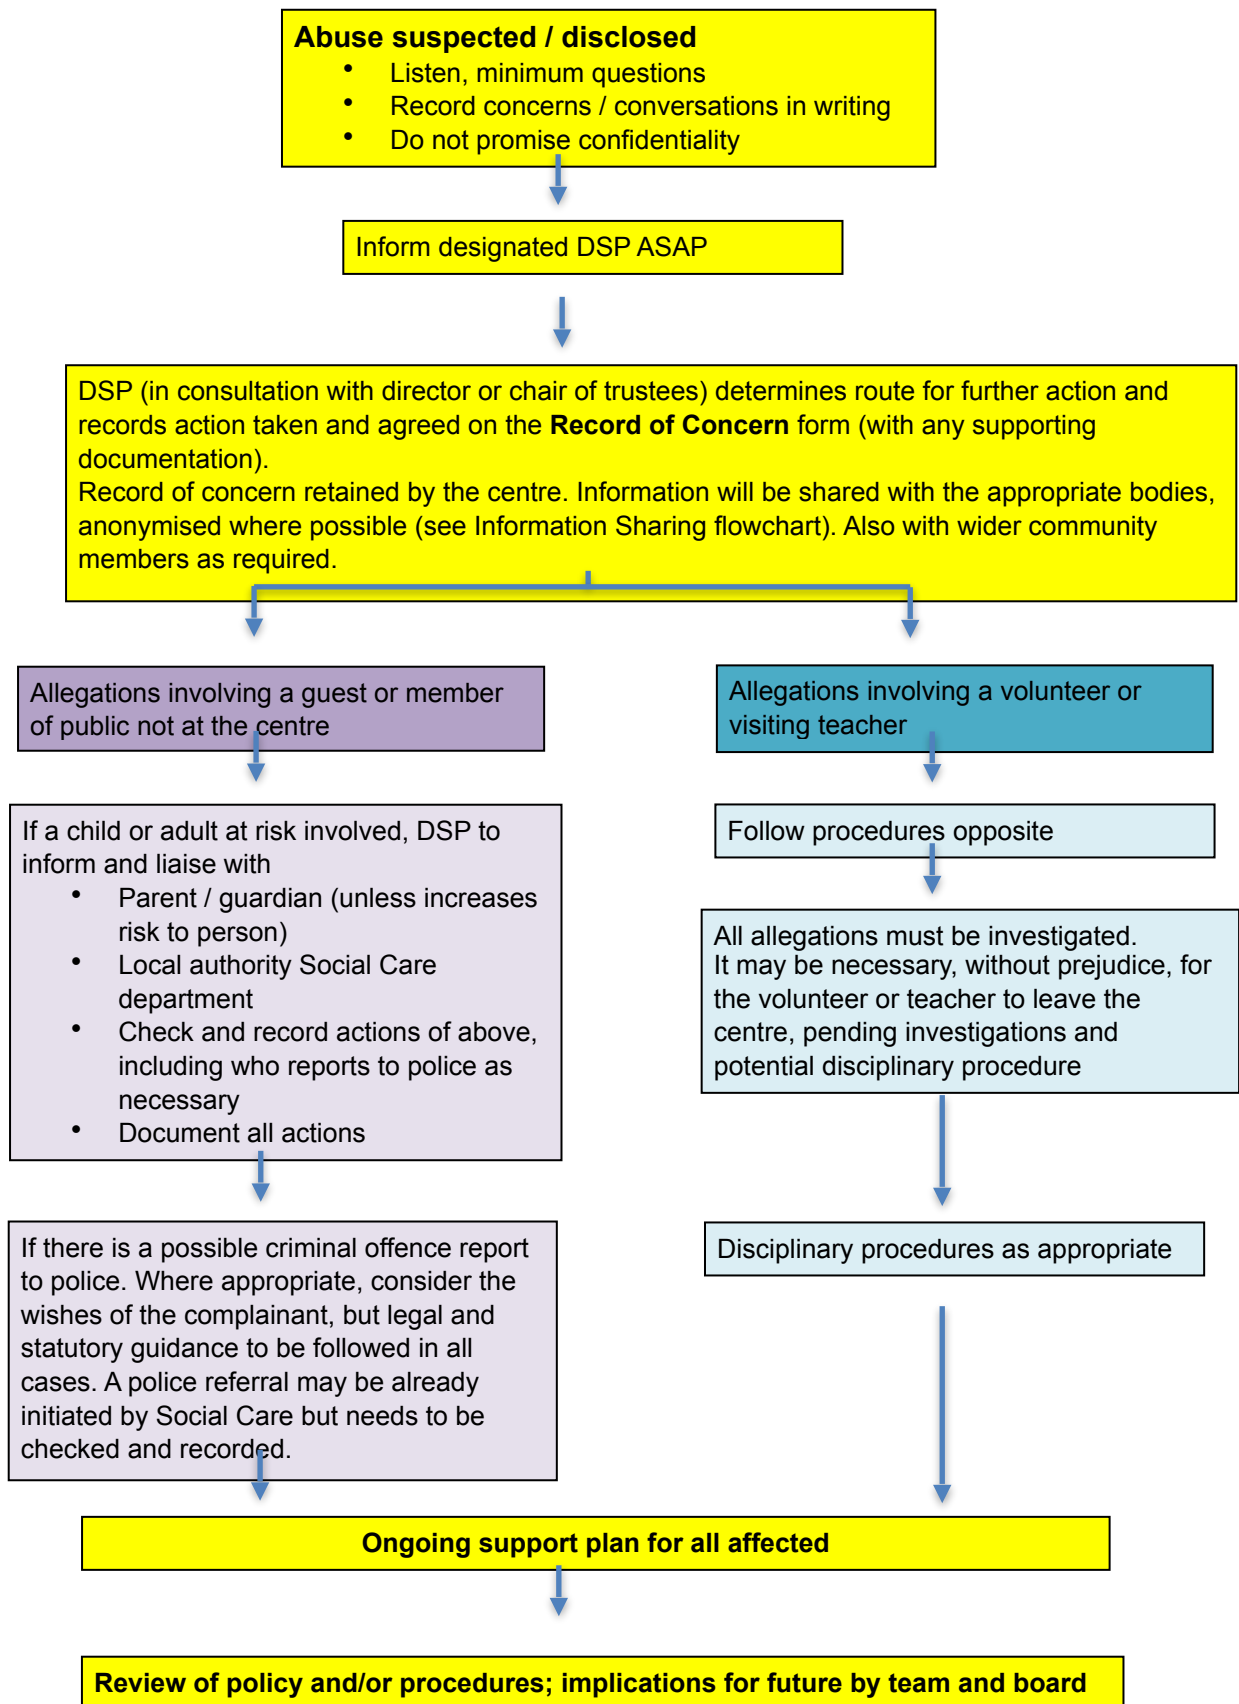 Abuse suspected / disclosed
• Listen, minimum questions
• Record concerns / conversations in writing
• Do not promise confidentiality
Inform designated DSP ASAP
DSP (in consultation with director or chair of trustees) determines route for further action and
records action taken and agreed on the Record of Concern form (with any supporting
documentation).
Record of concern retained by the centre. Information will be shared with the appropriate bodies,
anonymised where possible (see Information Sharing flowchart). Also with wider community
members as required.
Allegations involving a guest or member
of public not at the centre
If a child or adult at risk involved, DSP to
inform and liaise with
• Parent / guardian (unless increases
risk to person)
• Local authority Social Care
department
• Check and record actions of above,
including who reports to police as
necessary
• Document all actions
If there is a possible criminal offence report
to police. Where appropriate, consider the
wishes of the complainant, but legal and
statutory guidance to be followed in all
cases. A police referral may be already
initiated by Social Care but needs to be
checked and recorded.
Allegations involving a volunteer or
visiting teacher
Follow procedures opposite
All allegations must be investigated.
It may be necessary, without prejudice, for
the volunteer or teacher to leave the
centre, pending investigations and
potential disciplinary procedure
Disciplinary procedures as appropriate
Ongoing support plan for all affected
Review of policy and/or procedures; implications for future by team and board